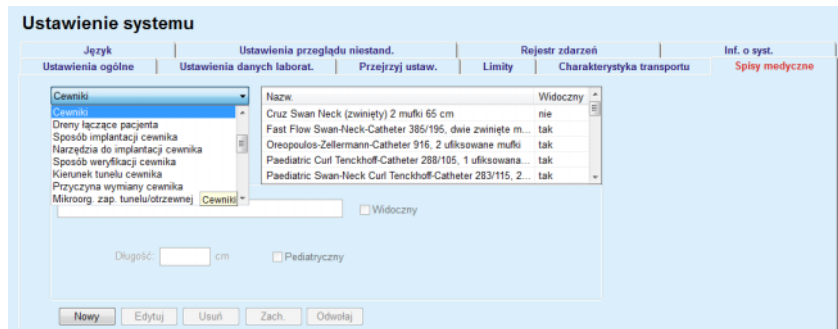 Ustawienie systemu
Język Ustawienia przeglądu niestand. Rejestr zdarzeń Inf. o syst.
Ustawienia ogólne Ustawienia danych laborat. Przejrzyj ustaw. Limity Charakterystyka transportu Spisy medyczne
Cewniki
Cewniki
Dreny łączące pacjenta
Sposób implantacji cewnika
Narzędzia do implantacji cewnika
Sposób weryfikacji cewnika
Kierunek tunelu cewnika
Przyczyna wymiany cewnika
Mikroorg. zap. tunelu/otrzewnej Cewniki
Nazw. Widoczny
Cruz Swan Neck (zwinięty) 2 mufki 65 cm nie
Fast Flow Swan-Neck-Catheter 385/195, dwie zwinięte m... tak
Oreopoulos-Zellermann-Catheter 916, 2 ufiksowane mufki tak
Paediatric Curl Tenckhoff-Catheter 288/105, 1 ufiksowana... tak
Paediatric Swan-Neck Curl Tenckhoff-Catheter 283/115, 2... tak
Widoczny
Długość: cm Pediatryczny
Nowy Edytuj Usuń Zach. Odwołaj